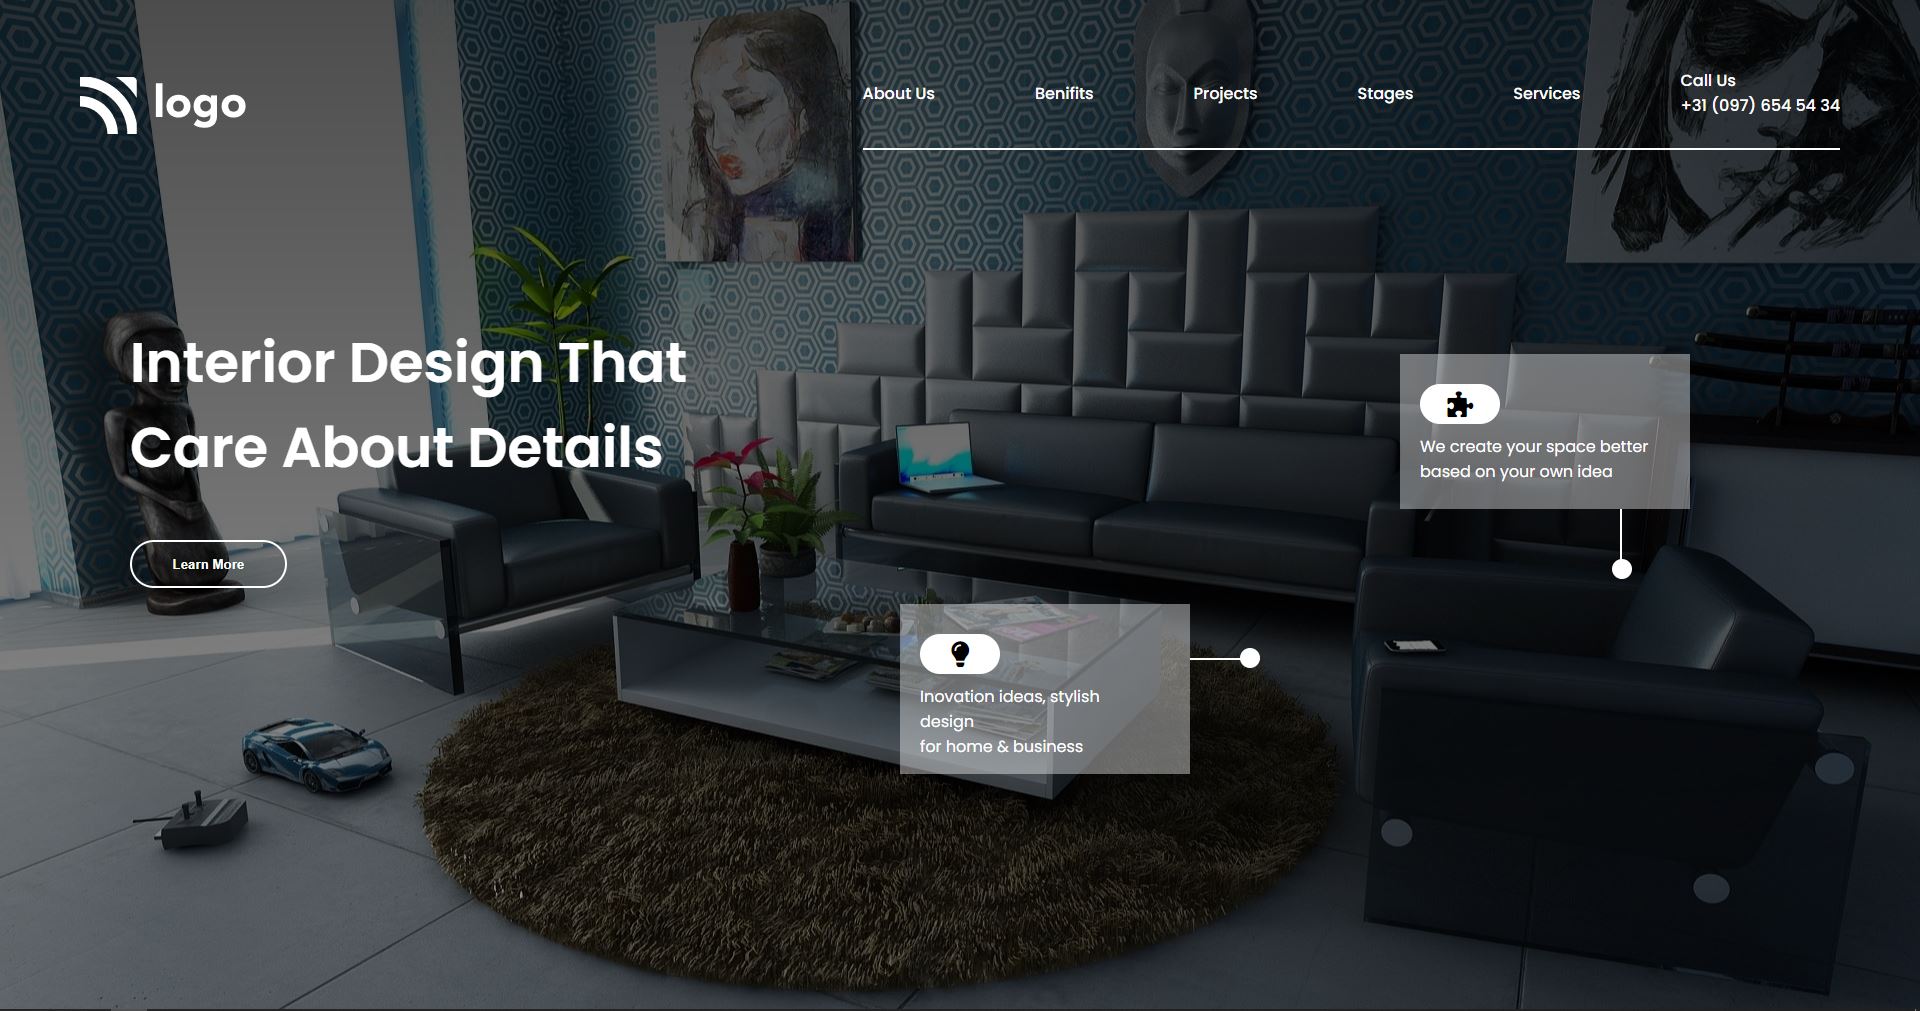 logo
About Us
Benifits
Projects
Stages
Services
Call Us
+31 (097) 654 54 34
Interior Design That
Care About Details
Learn More
We create your space better
based on your own idea
Inovation ideas, stylish
design
for home & business